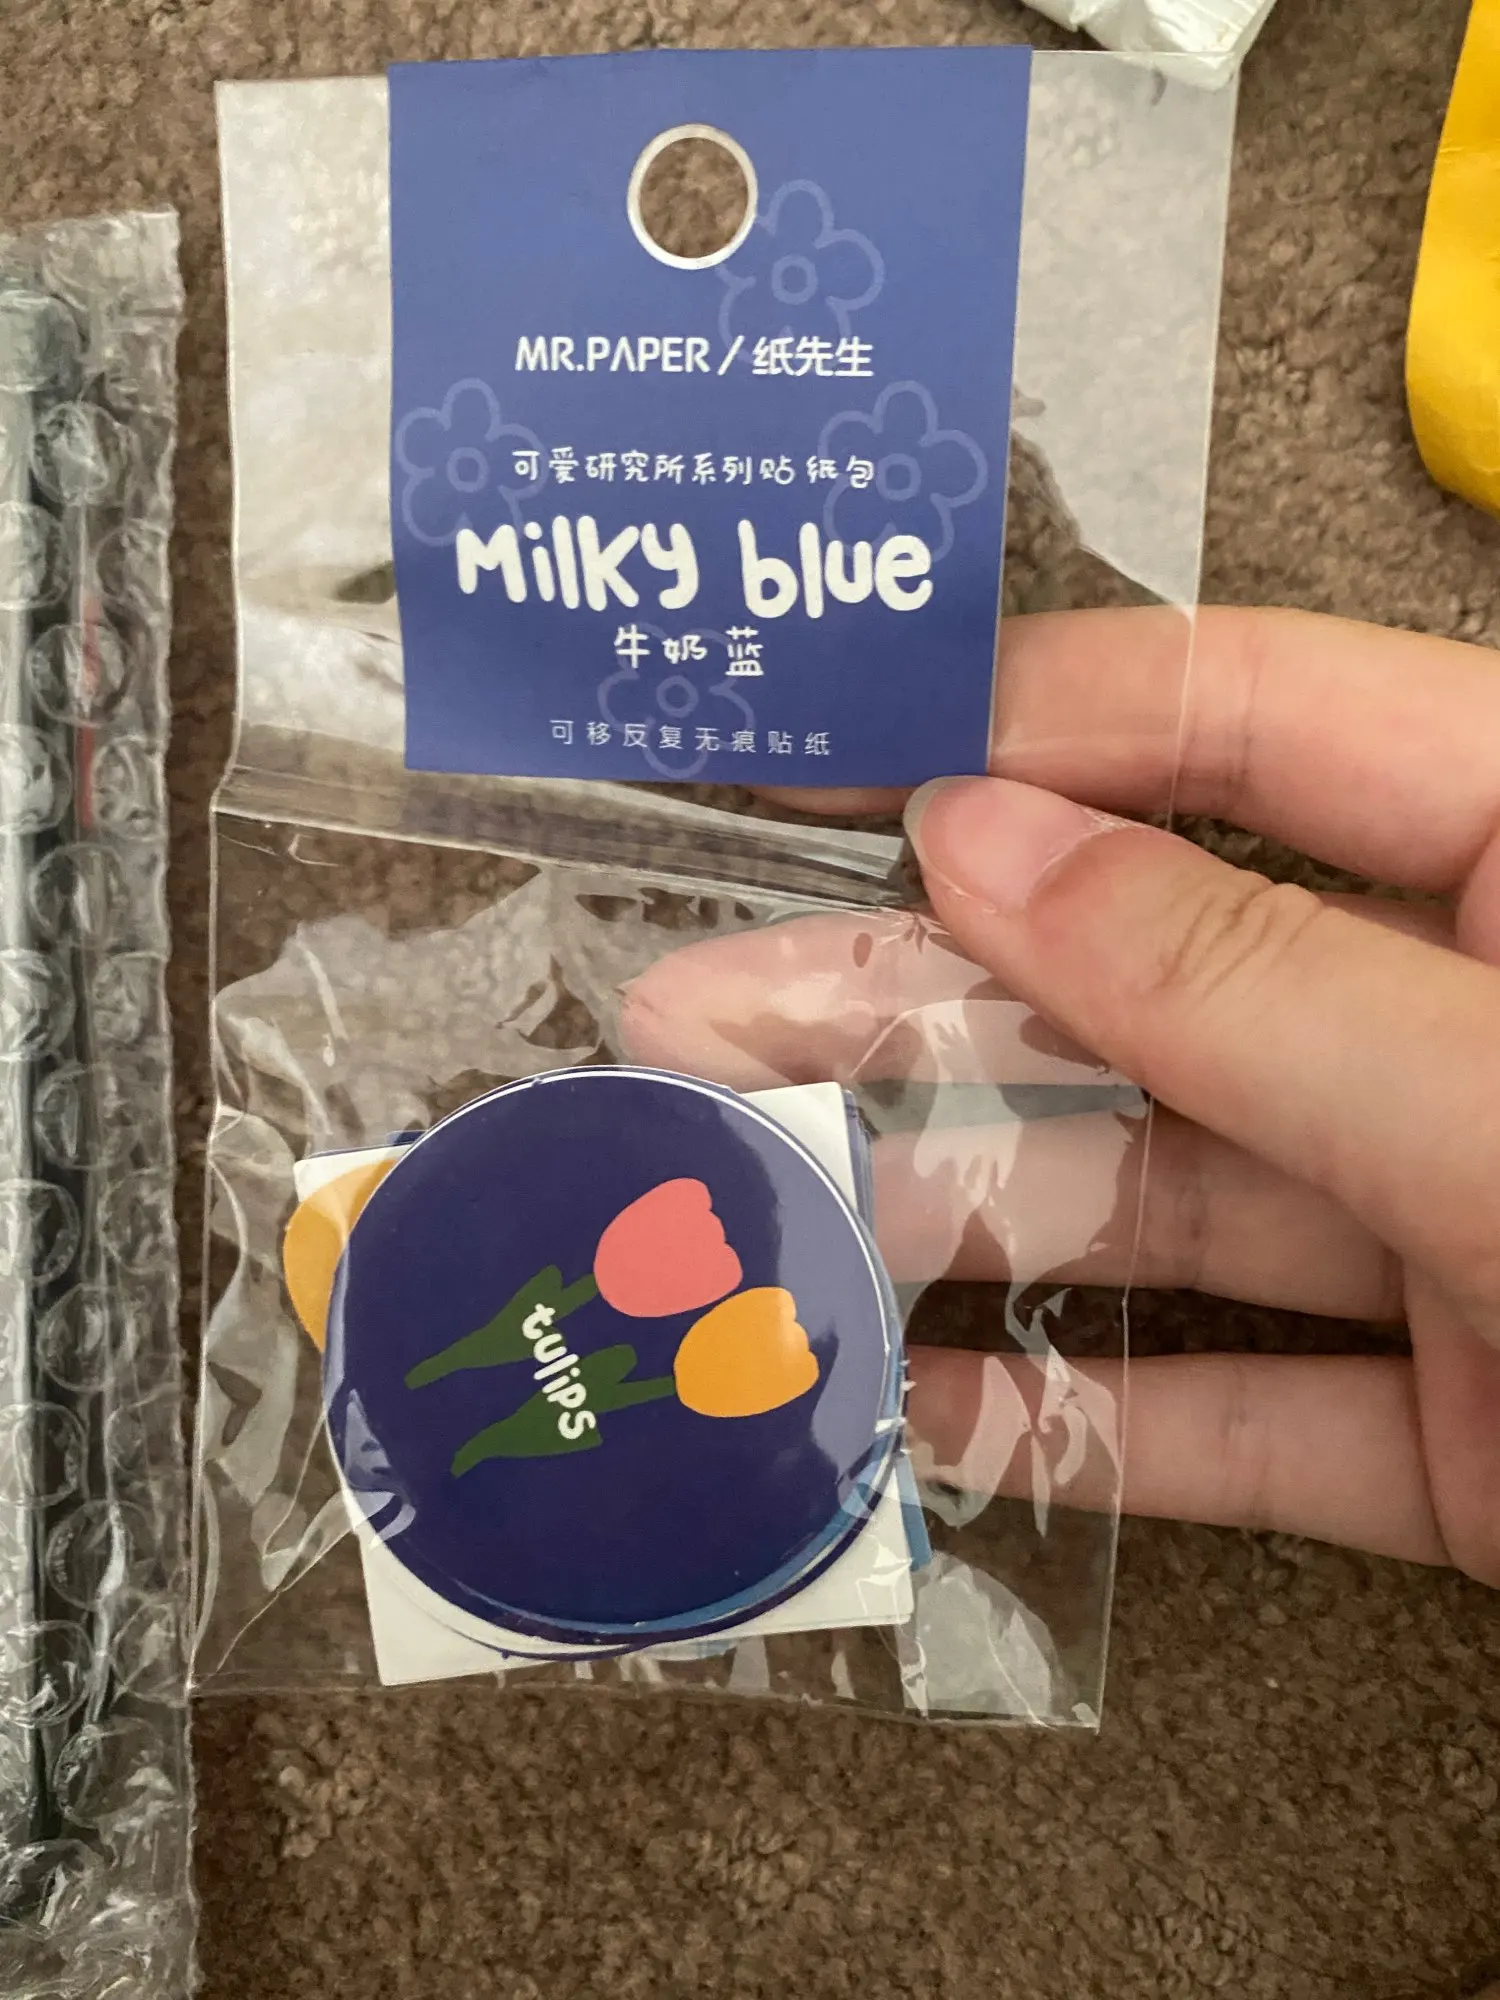 MR.PAPER/纸先生
可爱研究所系列贴纸包
Milky blue
牛奶蓝
可移反复无痕贴纸
tulips